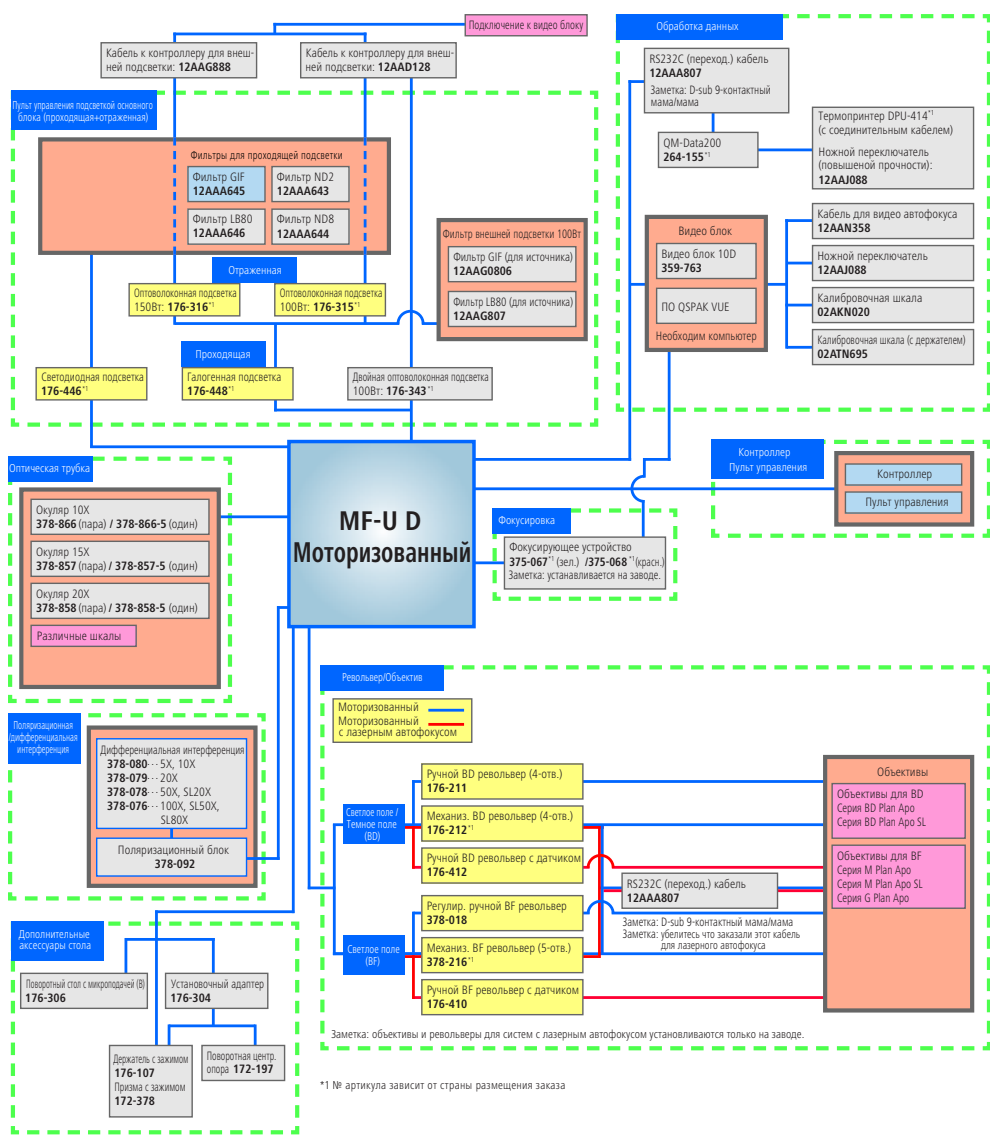 Подключение к видео блоку
Кабель к контроллеру для внеш-
ней подсветки: 12AAG888
Кабель к контроллеру для внеш-
ней подсветки: 12AAD128
Пульт управления подсветкой основного
блока (проходящая+отраженная)
Фильтры для проходящей подсветки
Фильтр GIF
12AAA645
Фильтр ND2
12AAA643
Фильтр LB80
12AAA646
Фильтр ND8
12AAA644
Фильтр внешней подсветки 100Вт
Фильтр GIF (для источника)
12AAG0806
Фильтр LB80 (для источника)
12AAG807
Отраженная
Оптоволоконная подсветка
150Вт: 176-316*1
Оптоволоконная подсветка
100Вт: 176-315*1
Проходящая
Светодиодная подсветка
176-446*1
Галогенная подсветка
176-448*1
Двойная оптоволоконная подсветка
100Вт: 176-343*1
Обработка данных
RS232C (переход.) кабель
12AAA807
Заметка: D-sub 9-контактный
мама/мама
QM-Data200
264-155*1
Термопринтер DPU-414*1
(с соединительным кабелем)
Ножной переключатель
(повышеной прочности):
12AAJ088
Видео блок
Видео блок 10D
359-763
ПО QSPAK VUE
Необходим компьютер
Кабель для видео автофокуса
12AAN358
Ножной переключатель
12AAJ088
Калибровочная шкала
02AKN020
Калибровочная шкала (с держателем)
02ATN695
Контроллер
Пульт управления
Контроллер
Пульт управления
Оптическая трубка
Окуляр 10X
378-866 (пара) / 378-866-5 (один)
Окуляр 15X
378-857 (пара) / 378-857-5 (один)
Окуляр 20X
378-858 (пара) / 378-858-5 (один)
Различные шкалы
MF-U D
Моторизованный
Фокусировка
Фокусирующее устройство
375-067*1 (зел.) /375-068*1(красн.)
Заметка: устанавливается на заводе.
Поляризационная
/дифференциальная
интерференция
Дифференциальная интерференция
378-080··· 5X, 10X
378-079··· 20X
378-078··· 50X, SL20X
378-076··· 100X, SL50X,
SL80X
Поляризационный блок
378-092
Дополнительные
аксессуары стола
Поворотный стол с микроподачей (B)
176-306
Установочный адаптер
176-304
Держатель с зажимом
176-107
Призма с зажимом
172-378
Поворотная центр.
опора 172-197
Револьвер/Объектив
Моторизованный
Моторизованный
с лазерным автофокусом
Светлое поле /
Темное поле
(BD)
Светлое поле
(BF)
Ручной BD револьвер (4-отв.)
176-211
Механиз. BD револьвер (4-отв.)
176-212*1
Ручной BD револьвер с датчиком
176-412
Регулир. ручной BF револьвер
378-018
Механиз. BF револьвер (5-отв.)
378-216*1
Ручной BF револьвер с датчиком
176-410
RS232C (переход.) кабель
12AAA807
Заметка: D-sub 9-контактный мама/мама
Заметка: убелитесь что заказали этот кабель
для лазерного автофокуса
Объективы
Объективы для BD
Серия BD Plan Apo
Серия BD Plan Apo SL
Объективы для BF
Серия M Plan Apo
Серия M Plan Apo SL
Серия G Plan Apo
Заметка: объективы и револьверы для систем с лазерным автофокусом устанавливаются только на заводе.
*1 № артикула зависит от страны размещения заказа